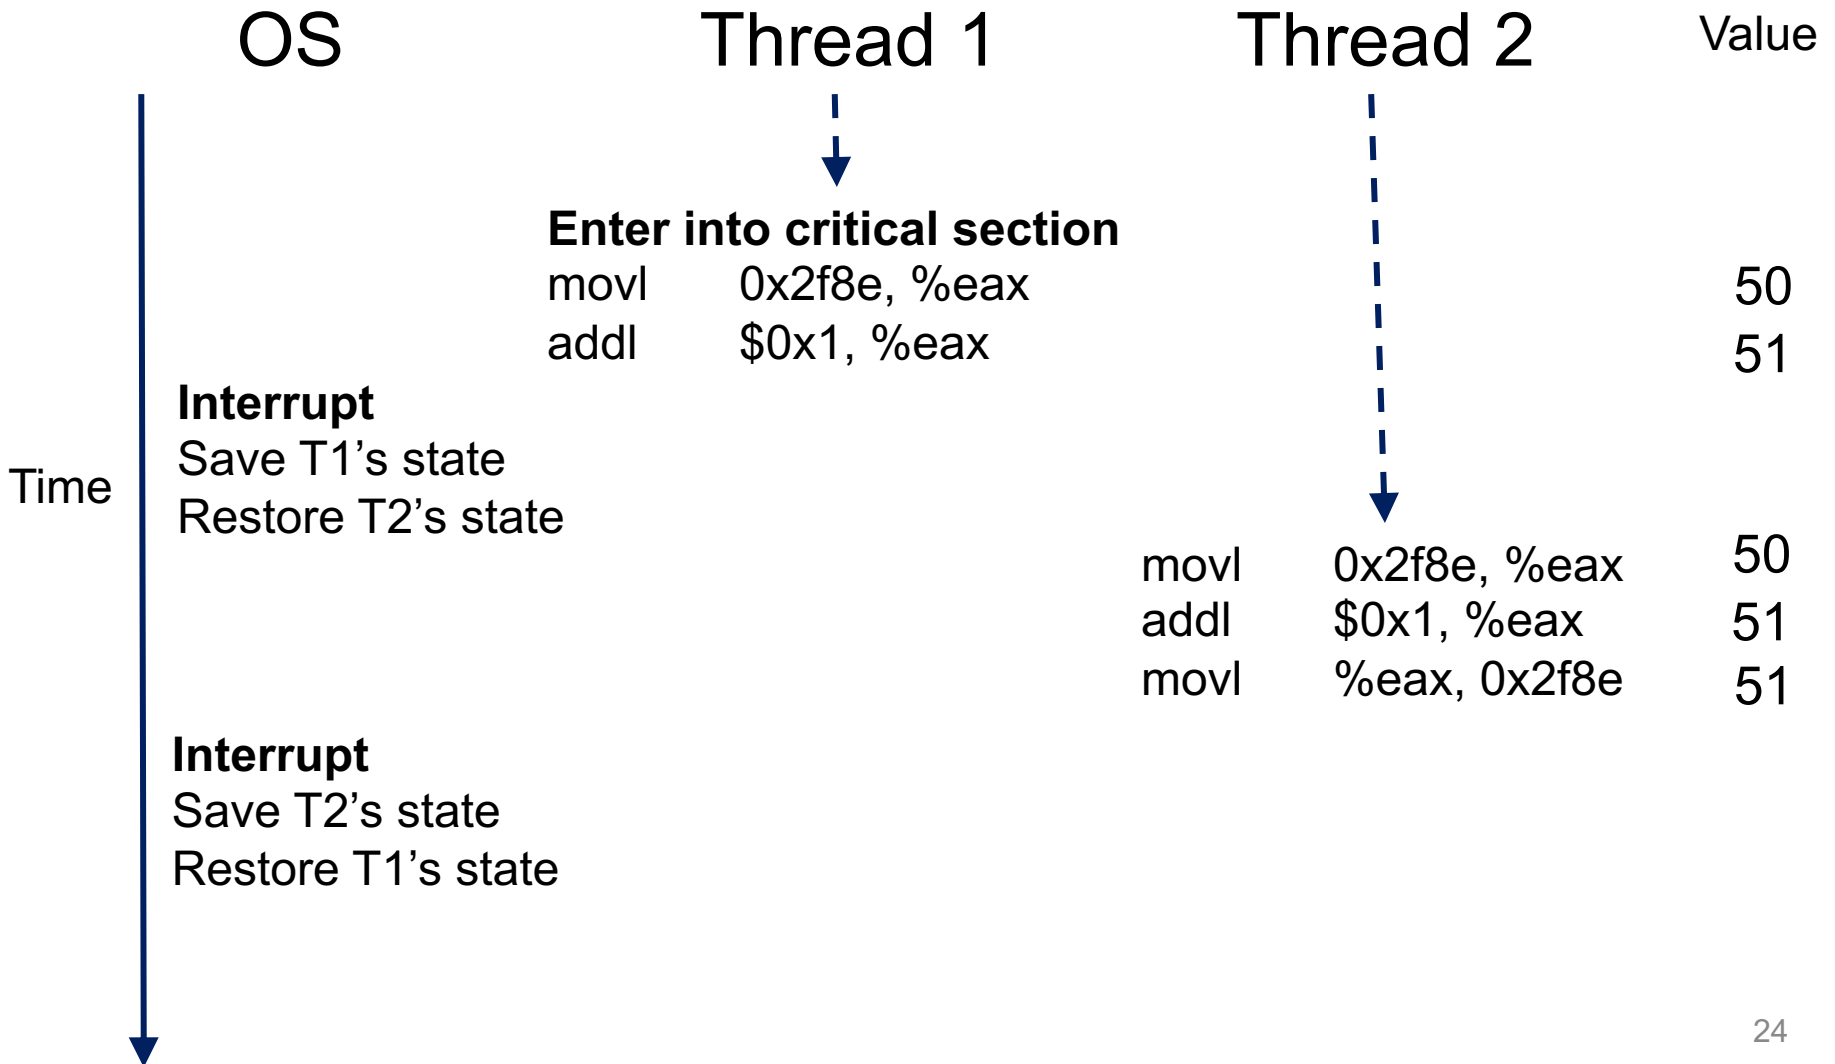 OS Thread 1 Thread 2 Value
Enter into critical section
movl 0x2f8e, %eax 50
addl $0x1, %eax 51
Interrupt
Save T1’s state
Time
Restore T2’s state
movl 0x2f8e, %eax 50
addl $0x1, %eax 51
movl %eax, 0x2f8e 51
Interrupt
Save T2’s state
Restore T1’s state
24